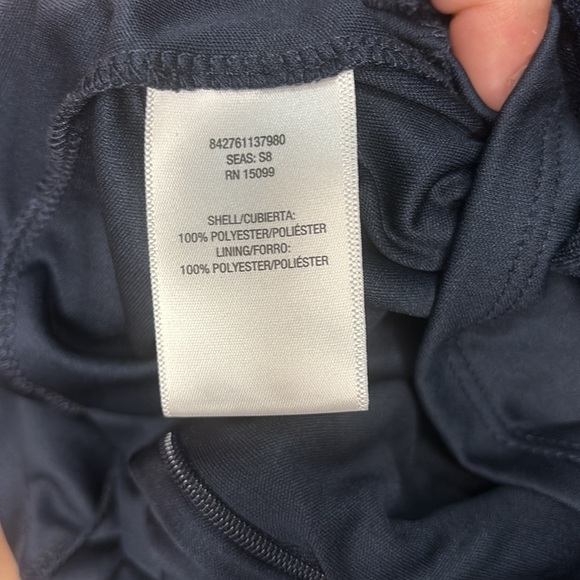 842761137980
SEAS: S8
RN 15099
SHELL/CUBIERTA:
100% POLYESTER/POLIÉSTER
LINING/FORRO:
100% POLYESTER/POLIÉSTER